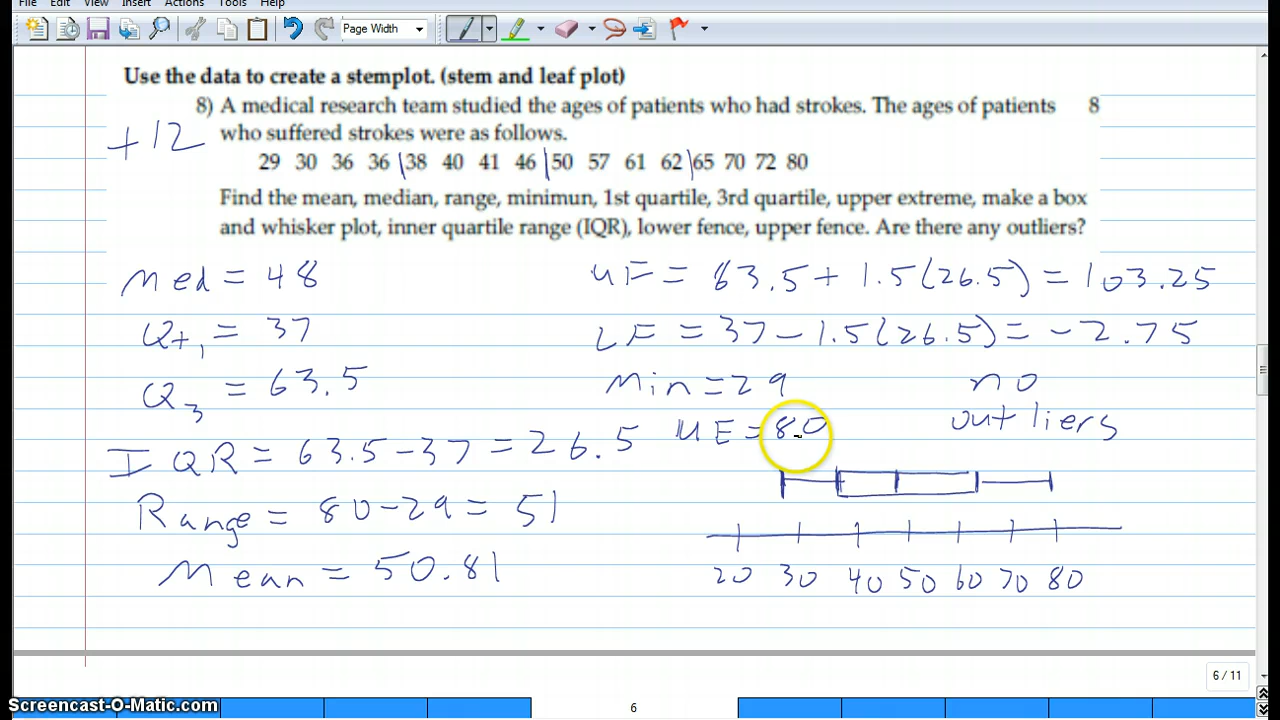 File Edit View Insert Actions Tools Help
Page Width
Use the data to create a stemplot. (stem and leaf plot)
8) A medical research team studied the ages of patients who had strokes. The ages of patients 8
+12 who suffered strokes were as follows.
29 30 36 36 38 40 41 46 50 57 61 62 65 70 72 80
Find the mean, median, range, minimun, 1st quartile, 3rd quartile, upper extreme, make a box
and whisker plot, inner quartile range (IQR), lower fence, upper fence. Are there any outliers?
Med = 48
Qt1 = 37
Q3 = 63.5
IQR = 63.5-37 = 26.5
Range = 80-29 = 51
Mean = 50.81
UF = 63.5 + 1.5(26.5) = 103.25
LF = 37 - 1.5(26.5) = -2.75
Min = 29
UE = 80
no
outliers
20 30 40 50 60 70 80
6 / 11
Screencast-O-Matic.com
6